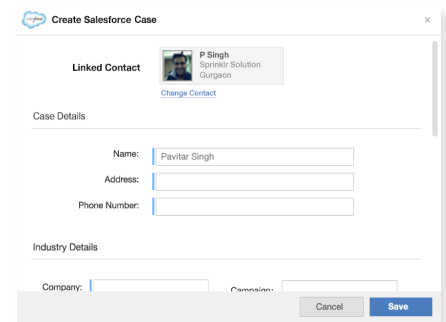 salesforce Create Salesforce Case ×
Linked Contact
P Singh
Sprinklr Solution
Gurgaon
Change Contact
Case Details
Name: Pavitar Singh
Address:
Phone Number:
Industry Details
Company: Campaign:
Cancel Save